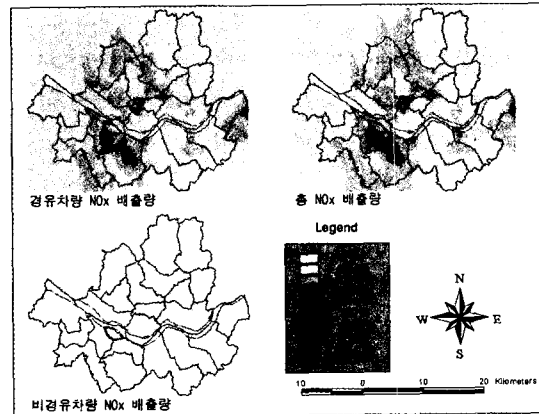 경유차량 NOx 배출량
총 NOx 배출량
Legend
N
W E
S
10 0 10 20 Kilometers
비경유차량 NOx 배출량